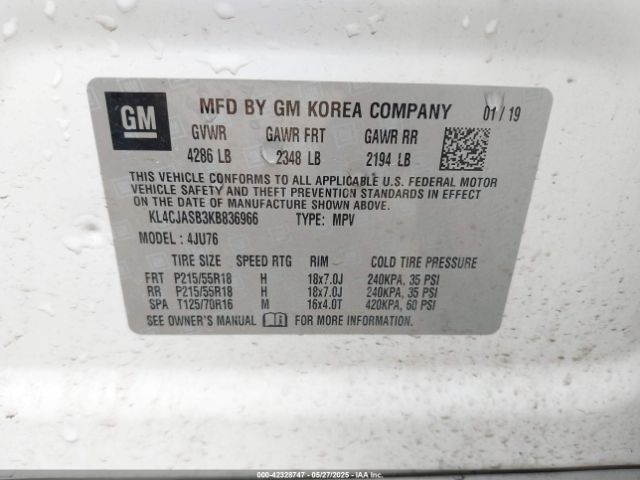 GM MFD BY GM KOREA COMPANY 01 / 19
GVWR GAWR FRT GAWR RR
4286 LB 2348 LB 2194 LB
THIS VEHICLE CONFORMS TO ALL APPLICABLE U.S. FEDERAL MOTOR
VEHICLE SAFETY AND THEFT PREVENTION STANDARDS IN EFFECT
ON THE DATE OF MANUFACTURE SHOWN ABOVE.
KL4CJASB3KB836966 TYPE: MPV
MODEL : 4JU76
TIRE SIZE SPEED RTG RIM COLD TIRE PRESSURE
FRT P215/55R18 H 18x7.0J 240KPA, 35 PSI
RR P215/55R18 H 18x7.0J 240KPA, 35 PSI
SPA T125/70R16 M 16x4.0T 420KPA, 60 PSI
SEE OWNER'S MANUAL FOR MORE INFORMATION.
000-42328747 - 05/27/2025 - IAA Inc.